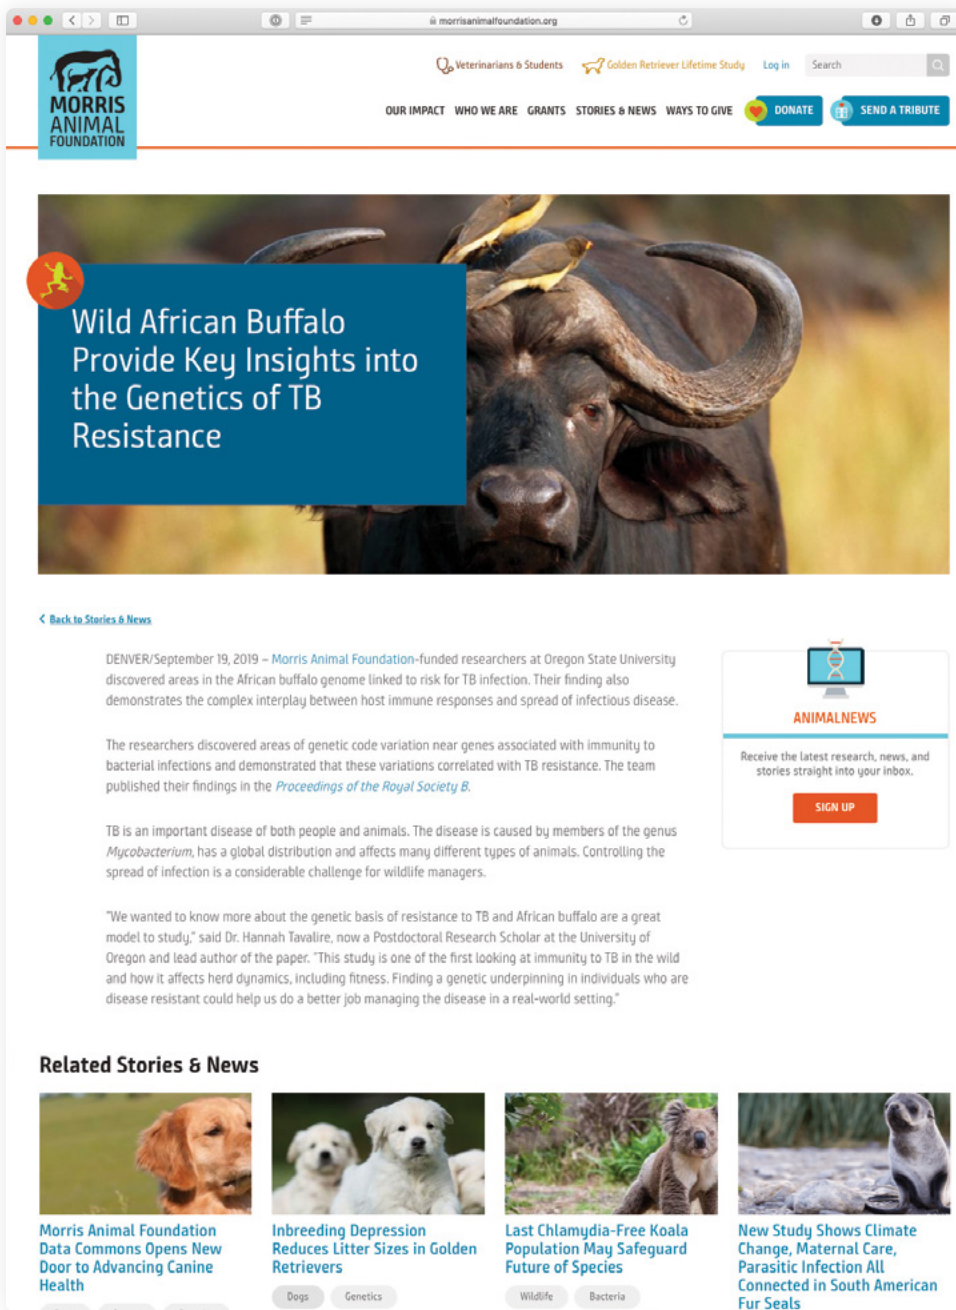 morrisanimalfoundation.org
MORRIS
ANIMAL
FOUNDATION
Veterinarians & Students
Golden Retriever Lifetime Study
Log in
Search
OUR IMPACT WHO WE ARE GRANTS STORIES & NEWS WAYS TO GIVE
DONATE
SEND A TRIBUTE
Wild African Buffalo
Provide Key Insights into
the Genetics of TB
Resistance
Back to Stories & News
DENVER/September 19, 2019 – Morris Animal Foundation-funded researchers at Oregon State University
discovered areas in the African buffalo genome linked to risk for TB infection. Their finding also
demonstrates the complex interplay between host immune responses and spread of infectious disease.
The researchers discovered areas of genetic code variation near genes associated with immunity to
bacterial infections and demonstrated that these variations correlated with TB resistance. The team
published their findings in the Proceedings of the Royal Society B.
TB is an important disease of both people and animals. The disease is caused by members of the genus
Mycobacterium, has a global distribution and affects many different types of animals. Controlling the
spread of infection is a considerable challenge for wildlife managers.
"We wanted to know more about the genetic basis of resistance to TB and African buffalo are a great
model to study," said Dr. Hannah Tavalire, now a Postdoctoral Research Scholar at the University of
Oregon and lead author of the paper. "This study is one of the first looking at immunity to TB in the wild
and how it affects herd dynamics, including fitness. Finding a genetic underpinning in individuals who are
disease resistant could help us do a better job managing the disease in a real-world setting."
ANIMALNEWS
Receive the latest research, news, and
stories straight into your inbox.
SIGN UP
Related Stories & News
Morris Animal Foundation
Data Commons Opens New
Door to Advancing Canine
Health
Inbreeding Depression
Reduces Litter Sizes in Golden
Retrievers
Dogs
Genetics
Last Chlamydia-Free Koala
Population May Safeguard
Future of Species
Wildlife
Bacteria
New Study Shows Climate
Change, Maternal Care,
Parasitic Infection All
Connected in South American
Fur Seals